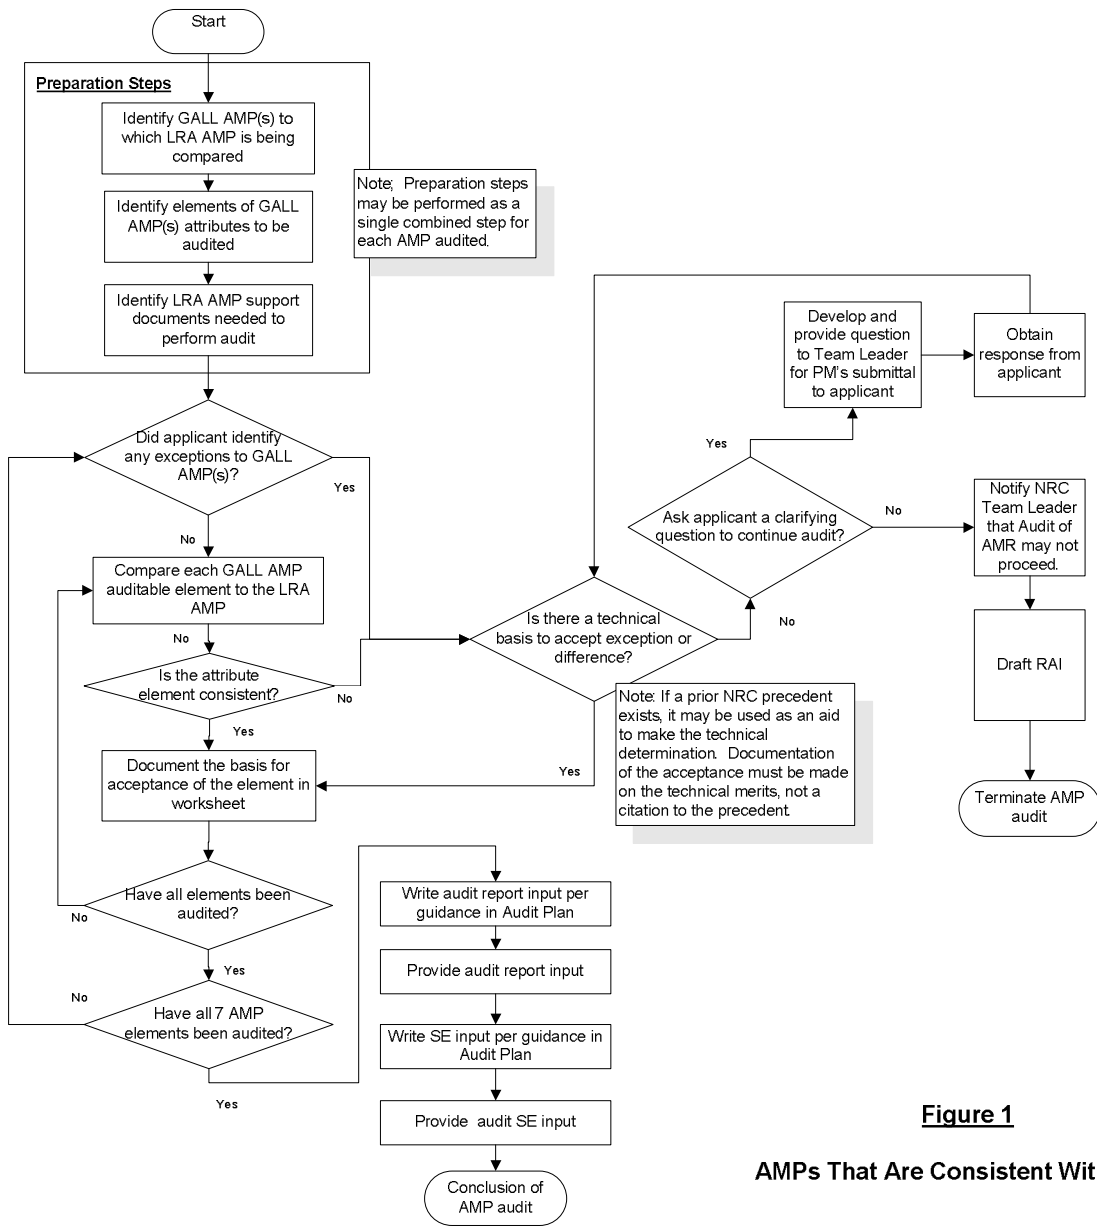 Start
Preparation Steps
Identify GALL AMP(s) to
which LRA AMP is being
compared
Note; Preparation steps
may be performed as a
single combined step for
each AMP audited.
Identify elements of GALL
AMP(s) attributes to be
audited
Identify LRA AMP support
documents needed to
perform audit
Develop and
provide question
to Team Leader
for PM's submittal
to applicant
Obtain
response from
applicant
Did applicant identify
any exceptions to GALL
AMP(s)?
Yes
No
Yes
Ask applicant a clarifying
question to continue audit?
No
Notify NRC
Team Leader
that Audit of
AMR may not
proceed.
Compare each GALL AMP
auditable element to the LRA
AMP
No
Is there a technical
basis to accept exception or
difference?
No
Draft RAI
Is the attribute
element consistent?
No
Yes
Note: If a prior NRC precedent
exists, it may be used as an aid
to make the technical
determination. Documentation
of the acceptance must be made
on the technical merits, not a
citation to the precedent.
Document the basis for
acceptance of the element in
worksheet
Yes
Terminate AMP
audit
Have all elements been
audited?
No
Yes
Write audit report input per
guidance in Audit Plan
Provide audit report input
No
Have all 7 AMP
elements been audited?
Yes
Write SE input per guidance in
Audit Plan
Provide audit SE input
Conclusion of
AMP audit
Figure 1
AMPs That Are Consistent Wit